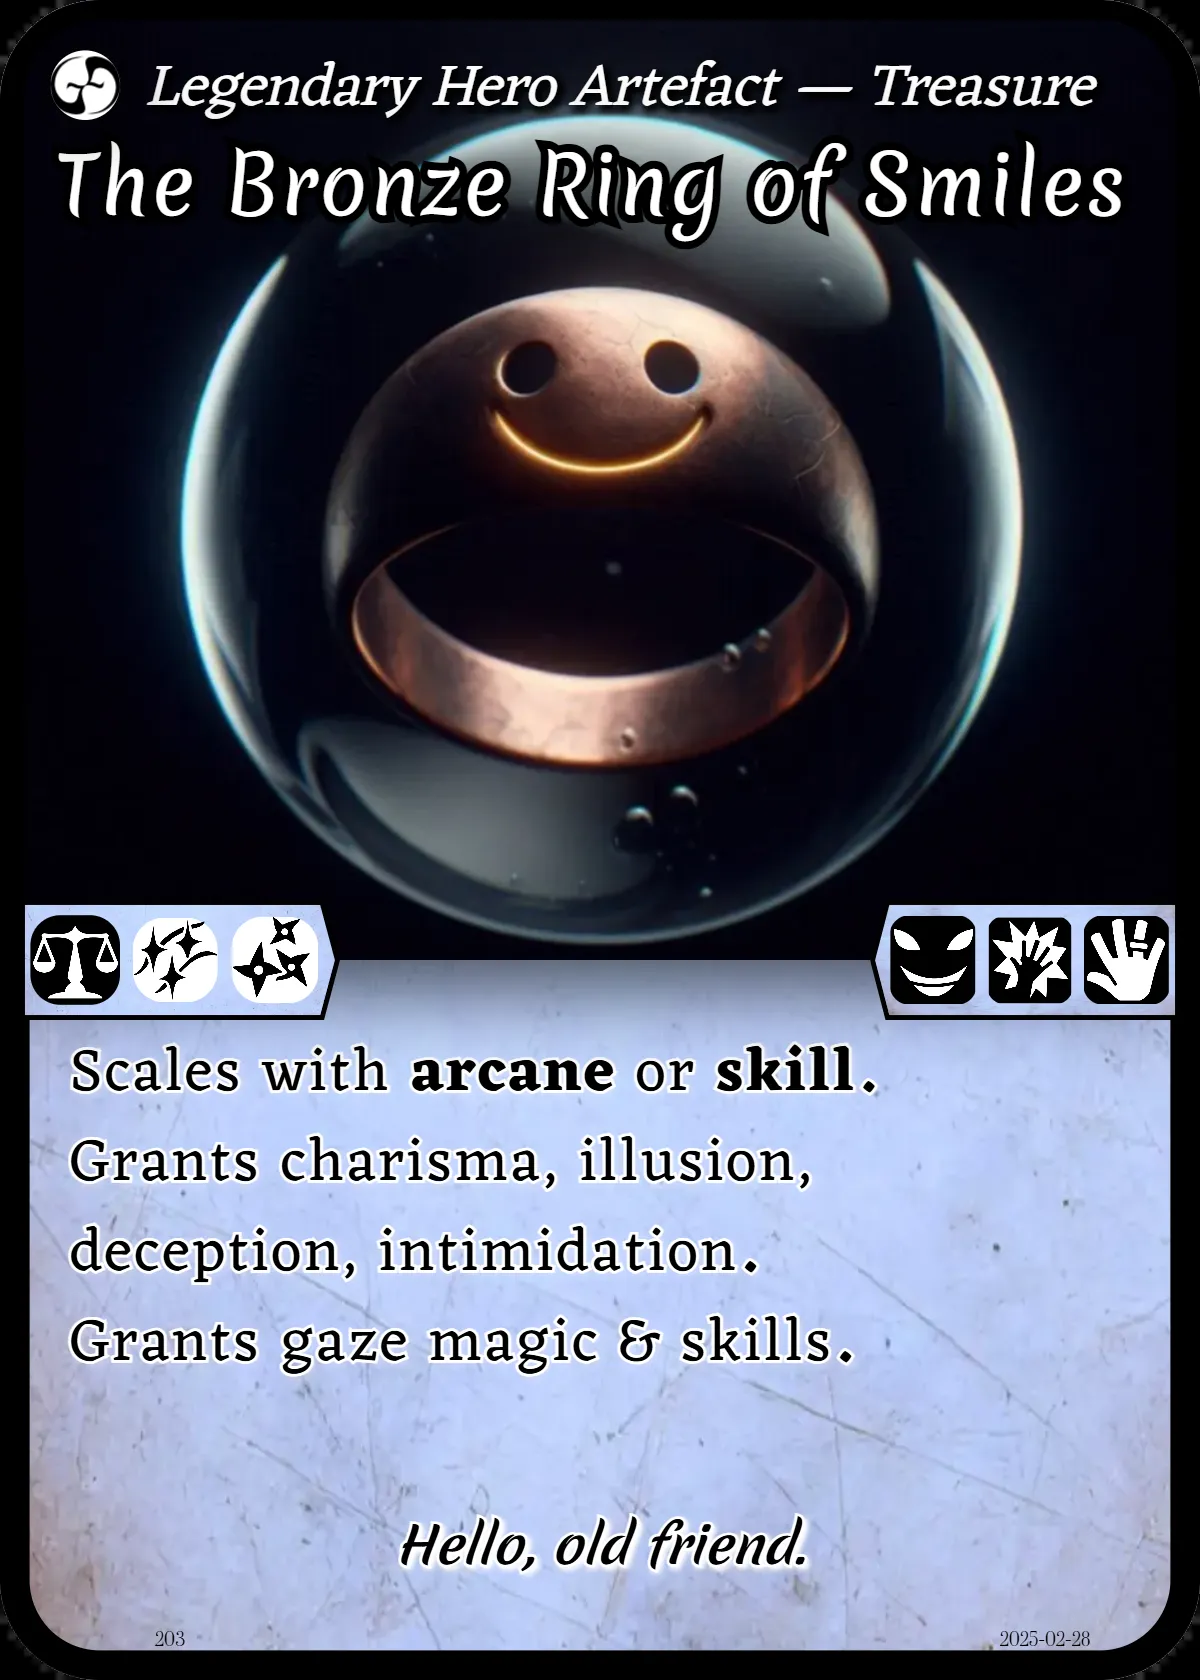 Legendary Hero Artefact — Treasure
The Bronze Ring of Smiles
Scales with arcane or skill.
Grants charisma, illusion,
deception, intimidation.
Grants gaze magic & skills.
Hello, old friend.
203
2025-02-28